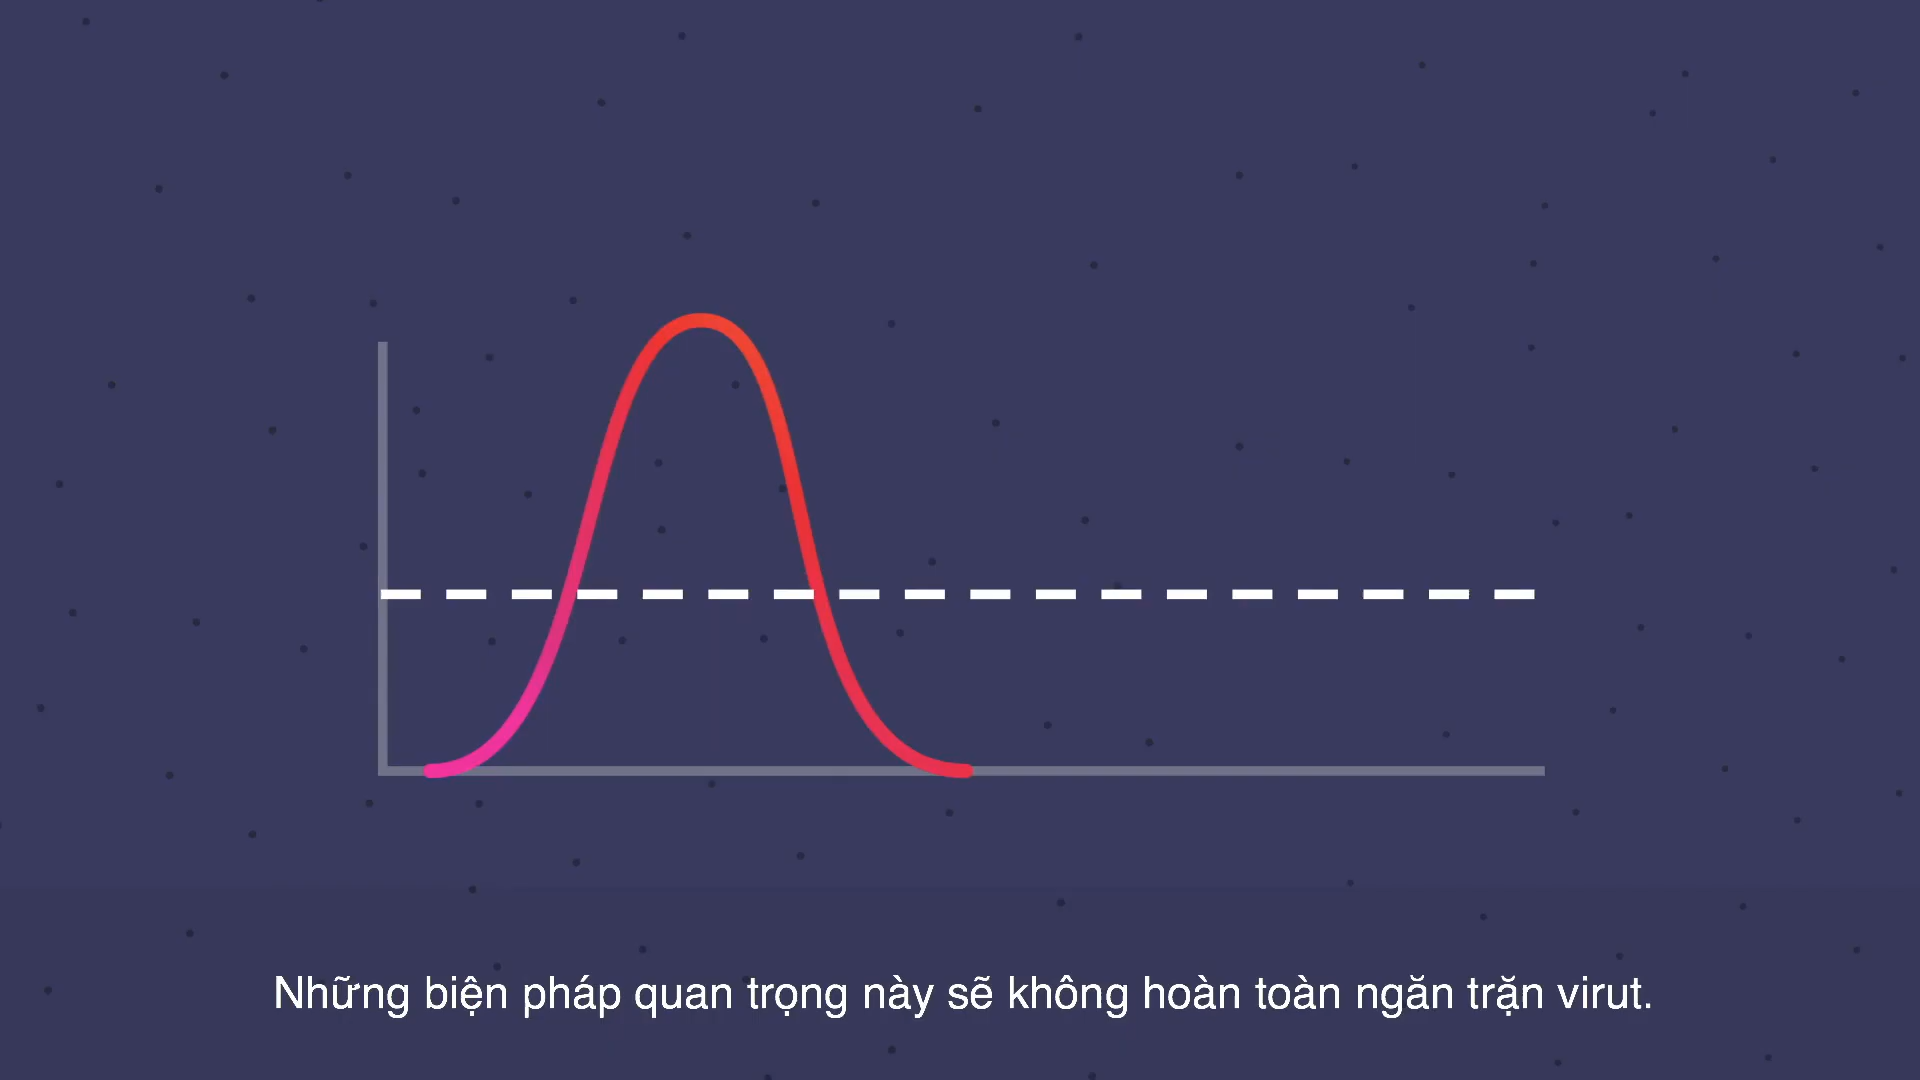 Những biện pháp quan trọng này sẽ không hoàn toàn ngăn trặn virut.